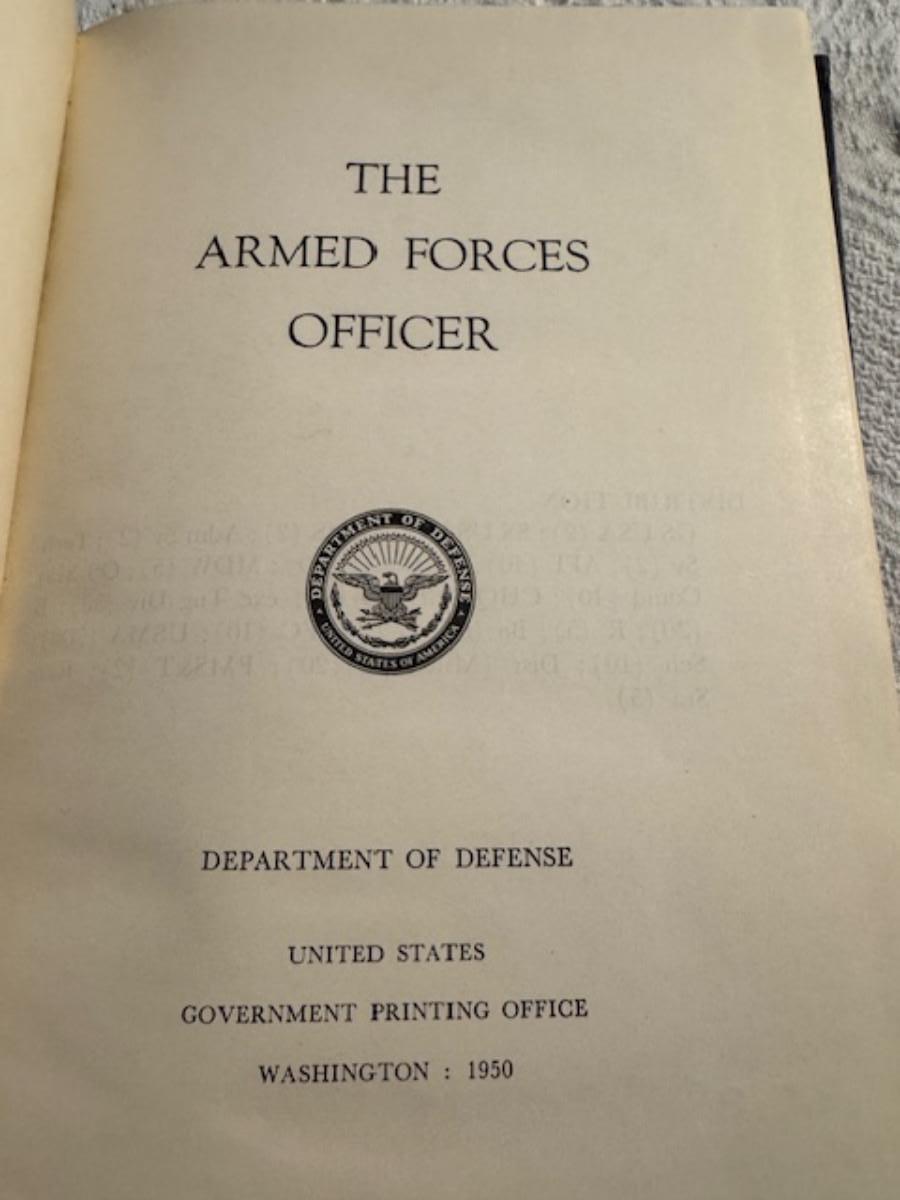 THE
ARMED FORCES
OFFICER
DEPARTMENT OF DEFENSE
UNITED STATES OF AMERICA
DEPARTMENT OF DEFENSE
UNITED STATES
GOVERNMENT PRINTING OFFICE
WASHINGTON : 1950